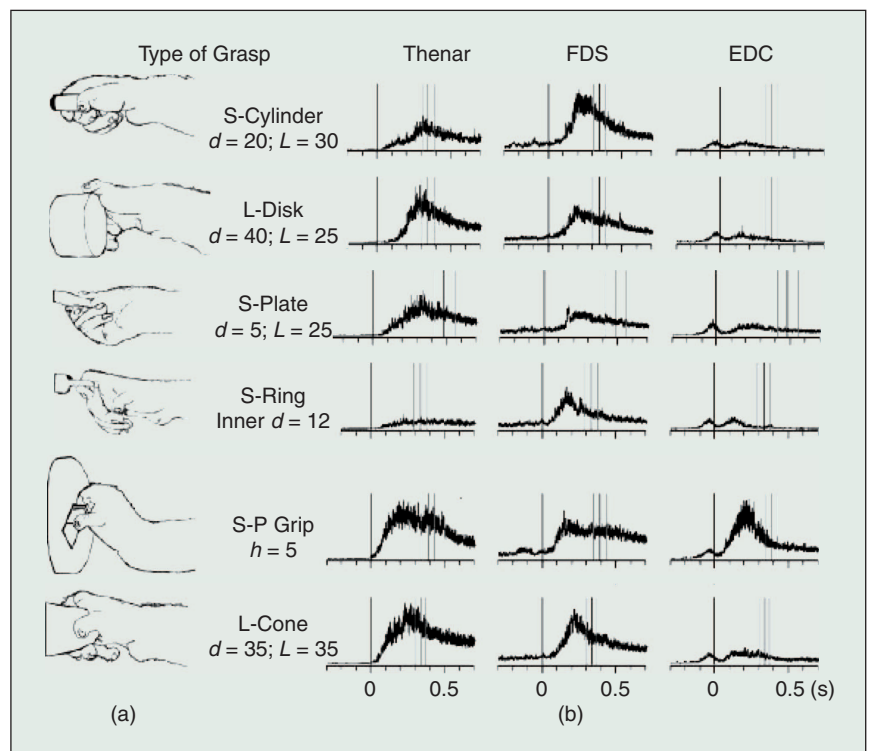 Type of Grasp Thenar FDS EDC
S-Cylinder
d = 20; L = 30
L-Disk
d = 40; L = 25
S-Plate
d = 5; L = 25
S-Ring
Inner d = 12
S-P Grip
h = 5
L-Cone
d = 35; L = 35
0 0.5 0 0.5 0 0.5 (s)
(a) (b)